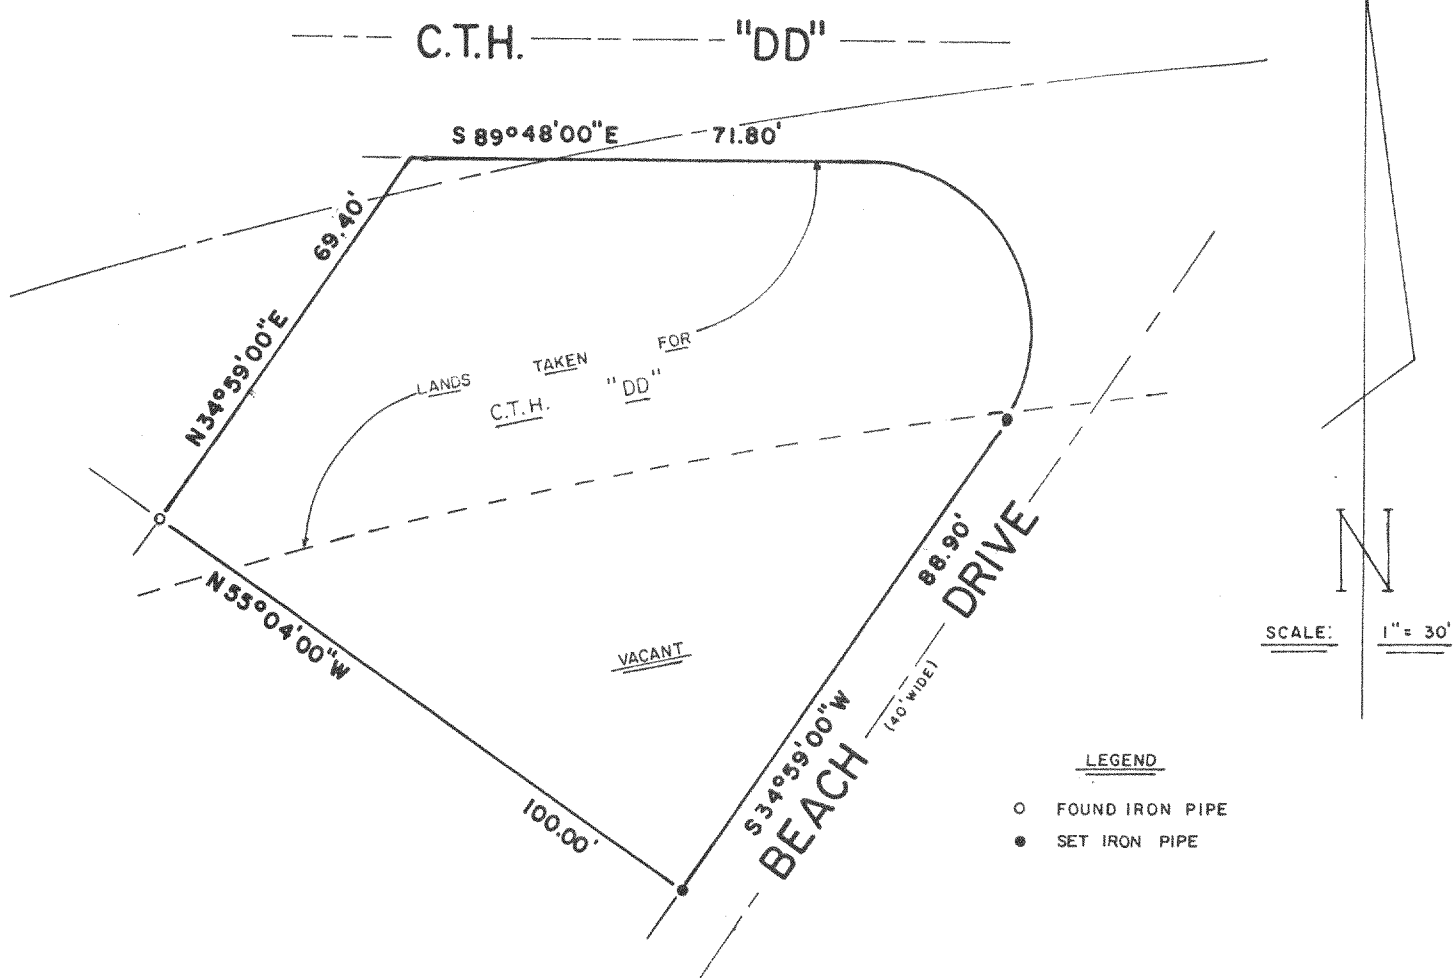 C.T.H. "DD"
S 89°48'00"E 71.80'
69.40'
N34°59'00"E
LANDS TAKEN FOR
C.T.H. "DD"
N55°04'00"W
100.00'
VACANT
88.90'
S34°59'00"W
BEACH DRIVE
(40' WIDE)
N
SCALE: 1" = 30'
LEGEND
FOUND IRON PIPE
SET IRON PIPE